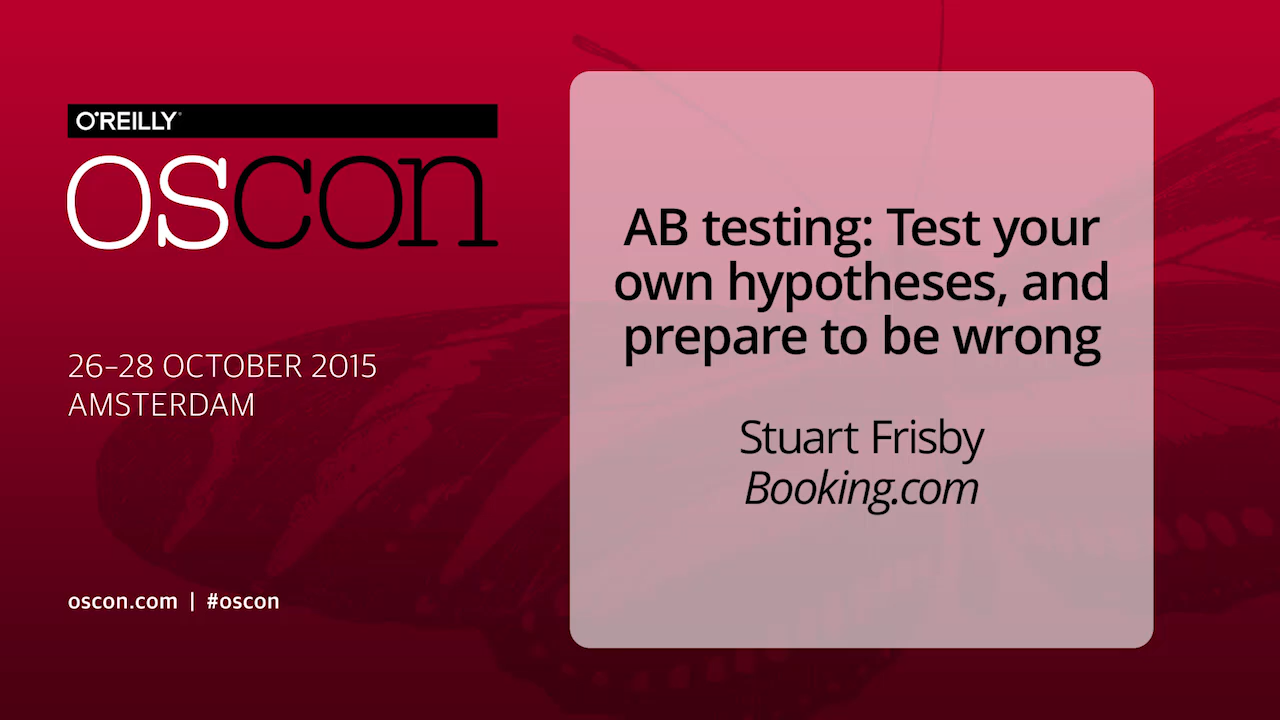 O'REILLY®
OSCON
26–28 OCTOBER 2015
AMSTERDAM
oscon.com | #oscon
AB testing: Test your
own hypotheses, and
prepare to be wrong
Stuart Frisby
Booking.com